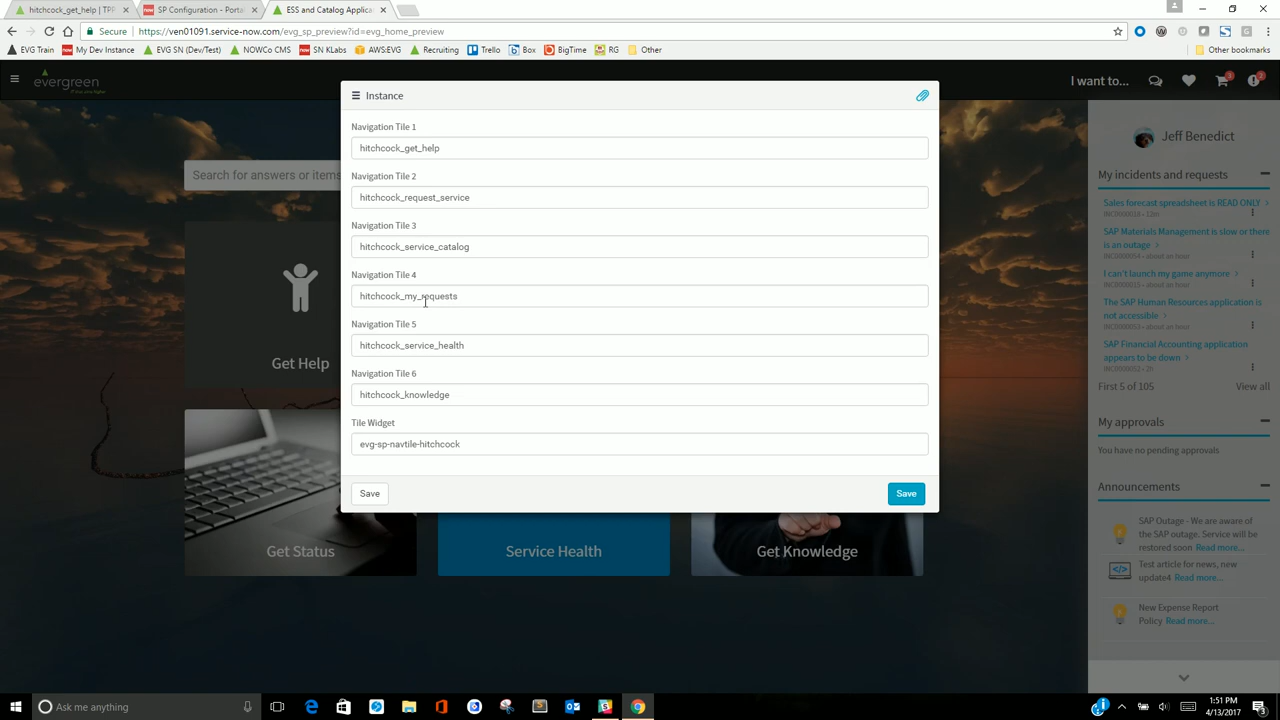 hitchcock_get_help | TPP
SP Configuration - Porta
ESS and Catalog Applica
Secure
https://ven01091.service-now.com/evg_sp_preview?id=evg_home_preview
EVG Train
My Dev Instance
EVG SN (Dev/Test)
NOWCo CMS
SN KLabs
AWS:EVG
Recruiting
Trello
Box
BigTime
RG
Other
Other bookmarks
evergreen
I want to...
3
2
Instance
Navigation Tile 1
hitchcock_get_help
Navigation Tile 2
hitchcock_request_service
Navigation Tile 3
hitchcock_service_catalog
Navigation Tile 4
hitchcock_my_requests
Navigation Tile 5
hitchcock_service_health
Navigation Tile 6
hitchcock_knowledge
Tile Widget
evg-sp-navtile-hitchcock
Save
Save
Search for answers or items
Get Help
Get Status
Service Health
Get Knowledge
Jeff Benedict
My incidents and requests
Sales forecast spreadsheet is READ ONLY
SAP Materials Management is slow or there
is an outage
I can't launch my game anymore
The SAP Human Resources application is
not accessible
SAP Financial Accounting application
appears to be down
First 5 of 105
View all
My approvals
You have no pending approvals
Announcements
SAP Outage - We are aware of
the SAP outage. Service will be
restored soon Read more...
Test article for news, new
update4 Read more...
New Expense Report
Policy Read more...
Ask me anything
1:51 PM
4/13/2017